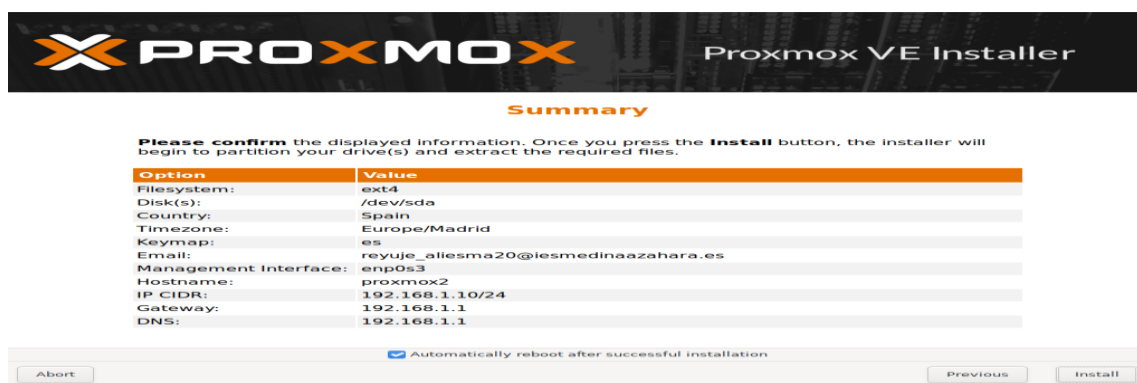 PROXMOX Proxmox VE Installer
Summary
Please confirm the displayed information. Once you press the Install button, the installer will
begin to partition your drive(s) and extract the required files.
Option Value
Filesystem: ext4
Disk(s): /dev/sda
Country: Spain
Timezone: Europe/Madrid
Keymap: es
Email: reyuje_aliesma20@iesmedinaazahara.es
Management Interface: enp0s3
Hostname: proxmox2
IP CIDR: 192.168.1.10/24
Gateway: 192.168.1.1
DNS: 192.168.1.1
Automatically reboot after successful installation
Abort Previous Install